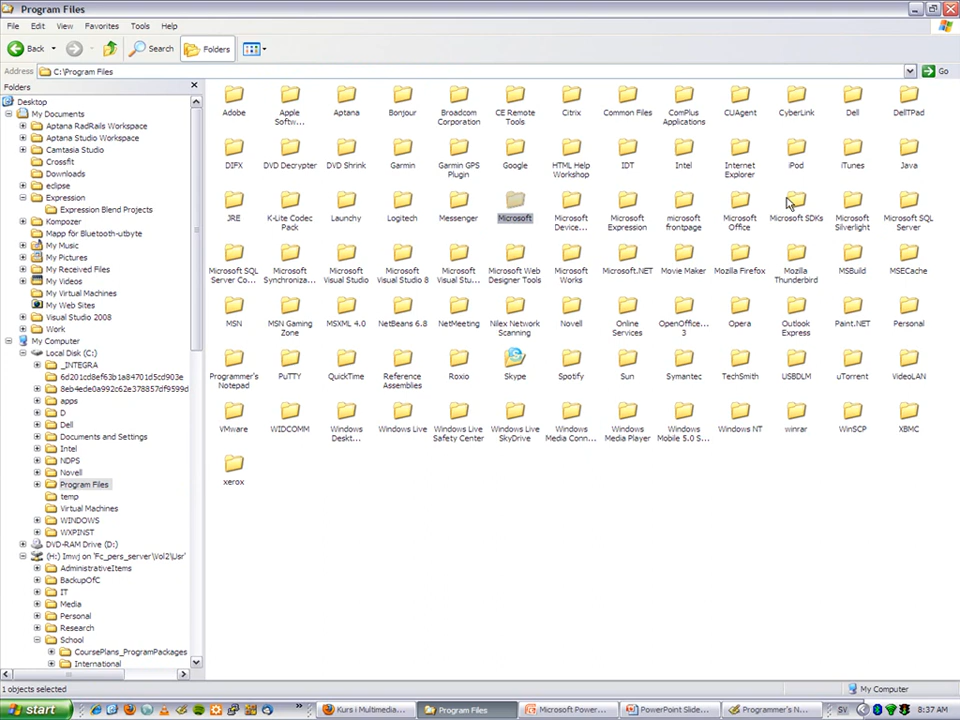 Program Files
File Edit View Favorites Tools Help
Back Search Folders
Address C:\Program Files Go
Folders
Desktop
My Documents
Aptana RadRails Workspace
Aptana Studio Workspace
Camtasia Studio
Crossfit
Downloads
eclipse
Expression
Expression Blend Projects
Kompozer
Mapp för Bluetooth-utbyte
My Music
My Pictures
My Received Files
My Videos
My Virtual Machines
My Web Sites
Visual Studio 2008
Work
My Computer
Local Disk (C:)
_INTEGRA
6d201cd8ef63b1a84701d5cd903e
8eb4ede0a992c62e378857df9599d
apps
D
Dell
Documents and Settings
Intel
NDPS
Novell
Program Files
temp
Virtual Machines
WINDOWS
WXPINST
DVD-RAM Drive (D:)
AdministrativeItems
BackupOfC
IT
Media
Personal
Research
School
CoursePlans_ProgramPackages
International
Adobe Apple Aptana Bonjour Broadcom CE Remote Citrix Common Files ComPlus CUAgent CyberLink Dell DellTPad
Softw... Corporation Tools Applications
DIFX DVD Decrypter DVD Shrink Garmin Garmin GPS Google HTML Help IDT Intel Internet iPod iTunes Java
Plugin Workshop Explorer
JRE K-Lite Codec Launchy Logitech Messenger Microsoft Microsoft Microsoft microsoft Microsoft Microsoft SDKs Microsoft Microsoft SQL
Pack Device... Expression frontpage Office Silverlight Server
Microsoft SQL Microsoft Microsoft Microsoft Microsoft Microsoft Web Microsoft Microsoft.NET Movie Maker Mozilla Firefox Mozilla MSBuild MSECache
Server Co... Synchroniza... Visual Studio Visual Studio 8 Visual Stu... Designer Tools Works Thunderbird
MSN MSN Gaming MSXML 4.0 NetBeans 6.8 NetMeeting Nilex Network Novell Online OpenOffice... Opera Outlook Paint.NET Personal
Zone Scanning Services 3 Express
Programmer's PuTTY QuickTime Reference Roxio Skype Spotify Sun Symantec TechSmith USBDLM uTorrent VideoLAN
Notepad Assemblies
VMware WIDCOMM Windows Windows Live Windows Live Windows Live Windows Windows Windows Windows NT winrar WinSCP XBMC
Deskt... Safety Center SkyDrive Media Conn... Media Player Mobile 5.0 S...
xerox
1 objects selected My Computer
start Kurs i Multimedia... Program Files Microsoft Power... PowerPoint Slide... Programmer's N... SV 8:37 AM